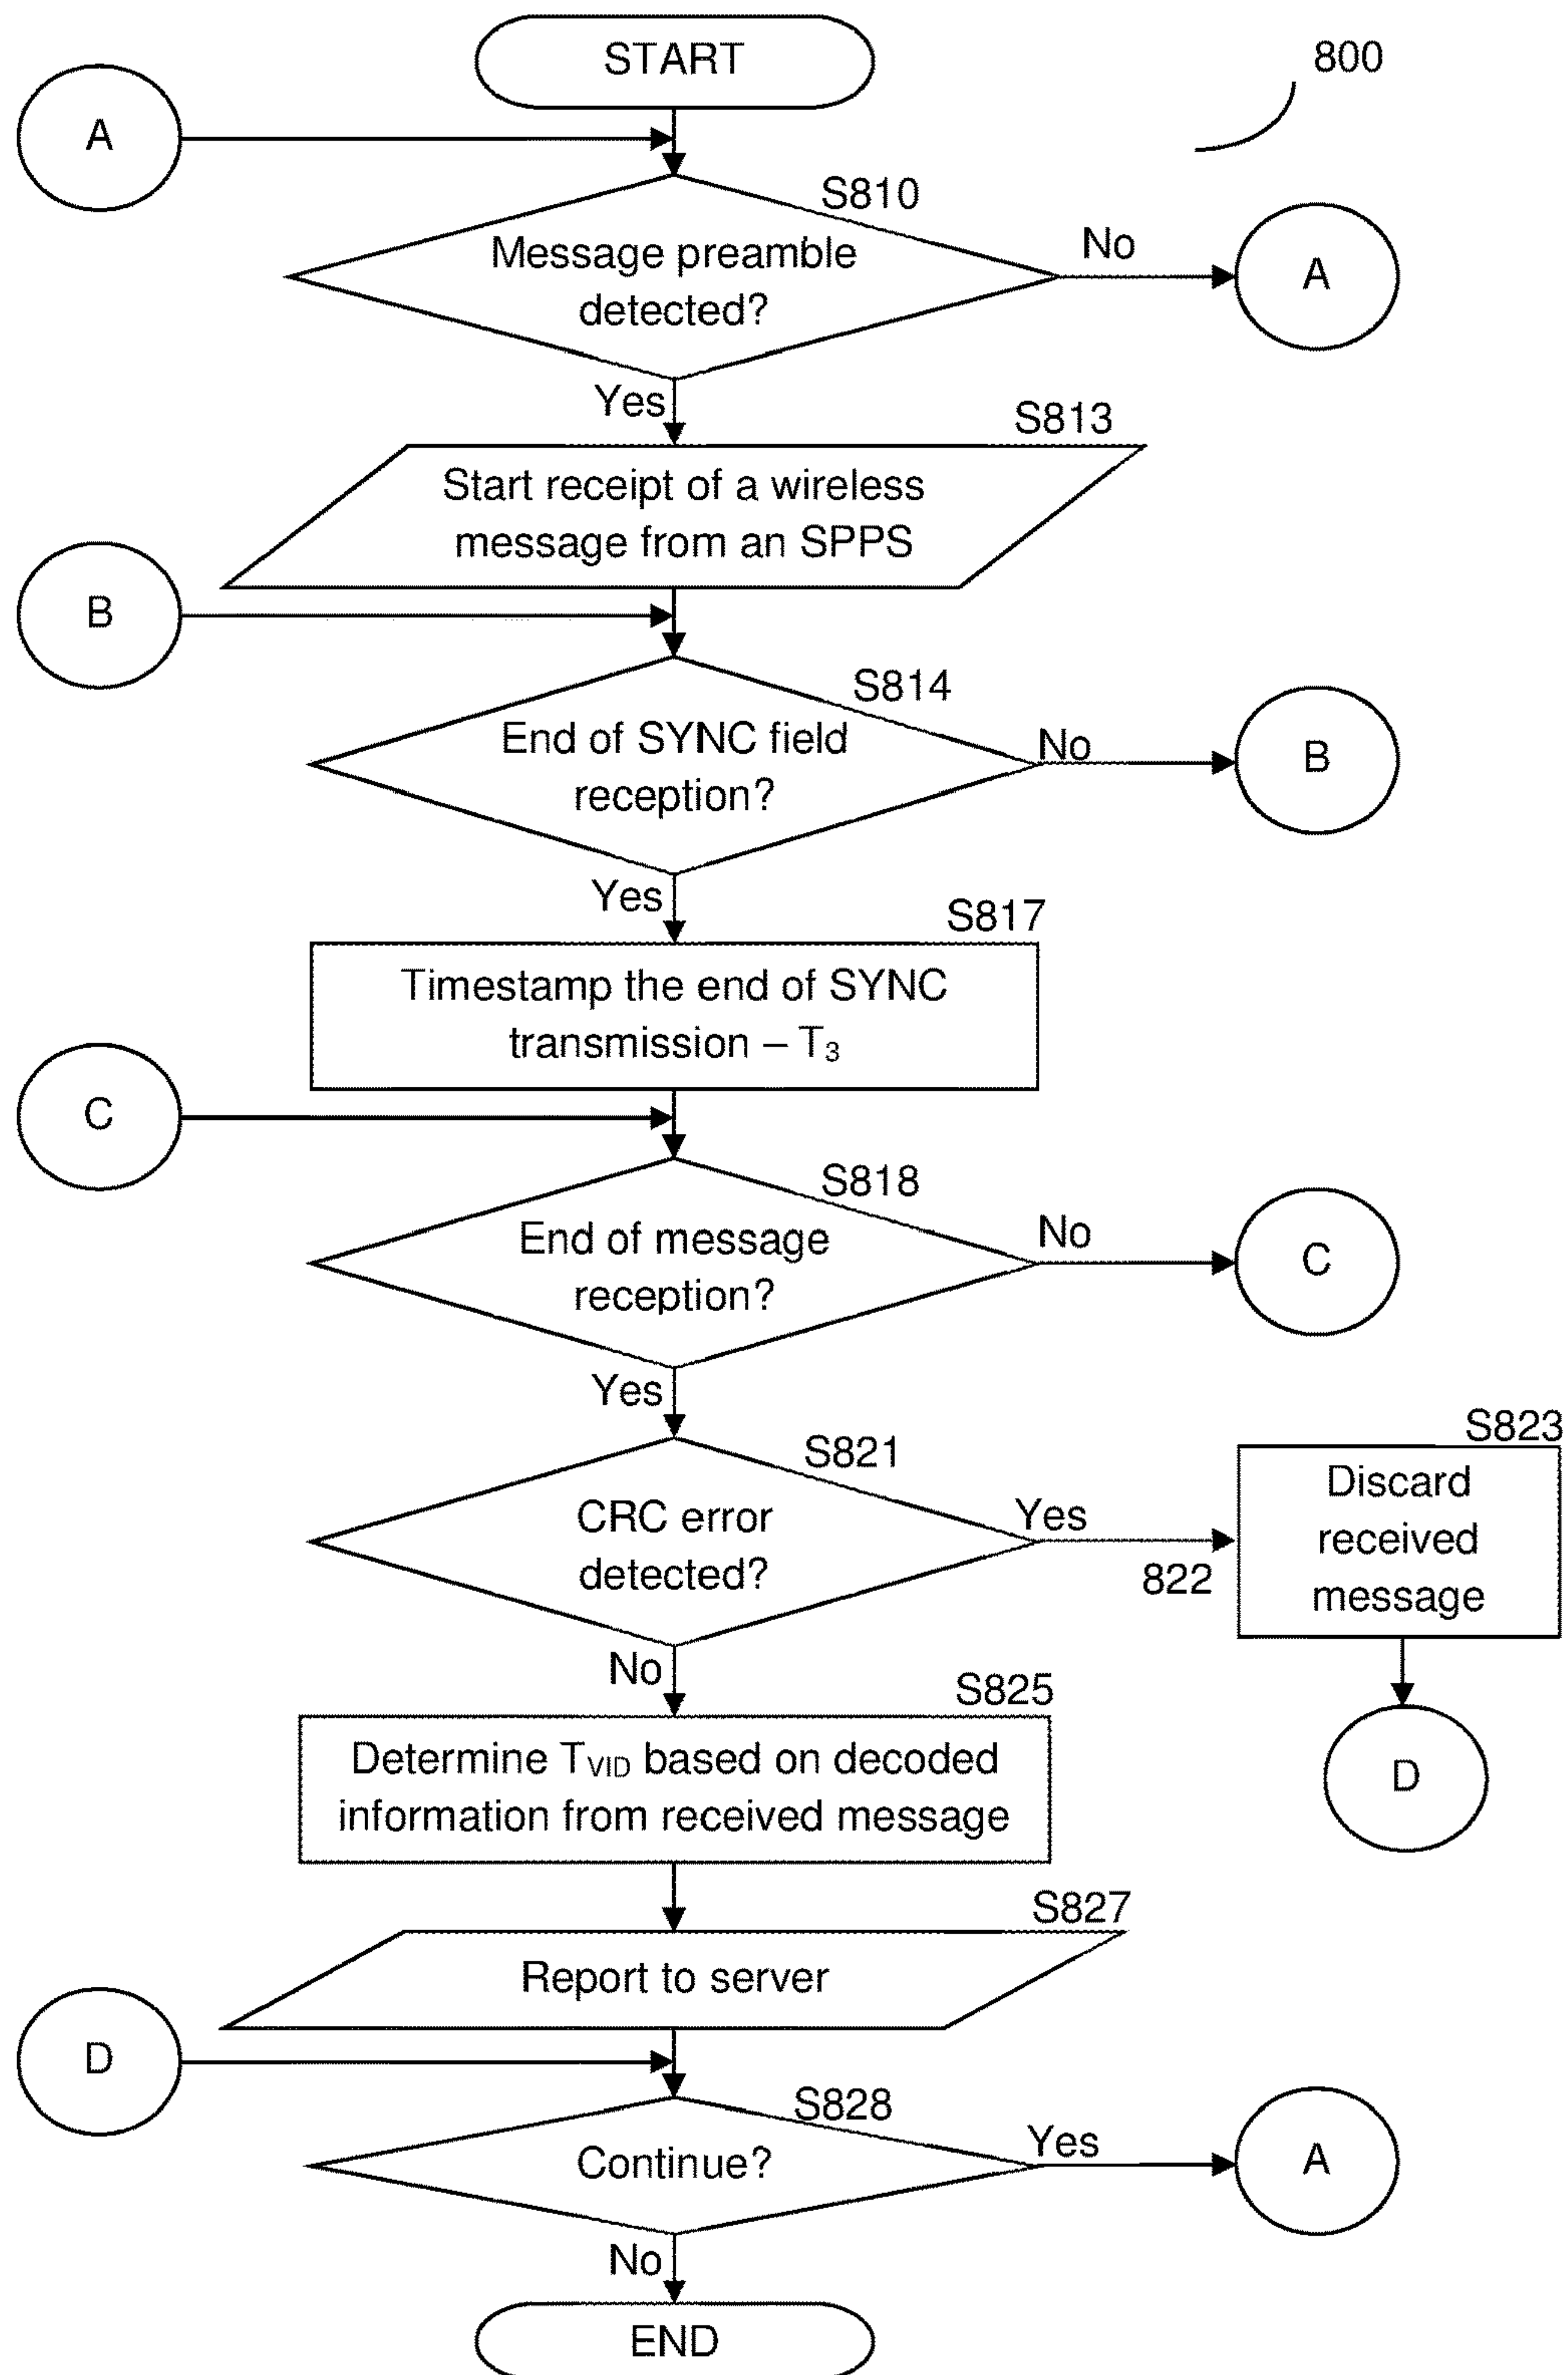 START
800
A
S810
Message preamble
detected?
No
A
Yes
S813
Start receipt of a wireless
message from an SPPS
B
S814
End of SYNC field
reception?
No
B
Yes
S817
Timestamp the end of SYNC
transmission – T₃
C
S818
End of message
reception?
No
C
Yes
S821
CRC error
detected?
Yes
822
S823
Discard
received
message
D
No
S825
Determine TVID based on decoded
information from received message
S827
Report to server
D
S828
Continue?
Yes
A
No
END